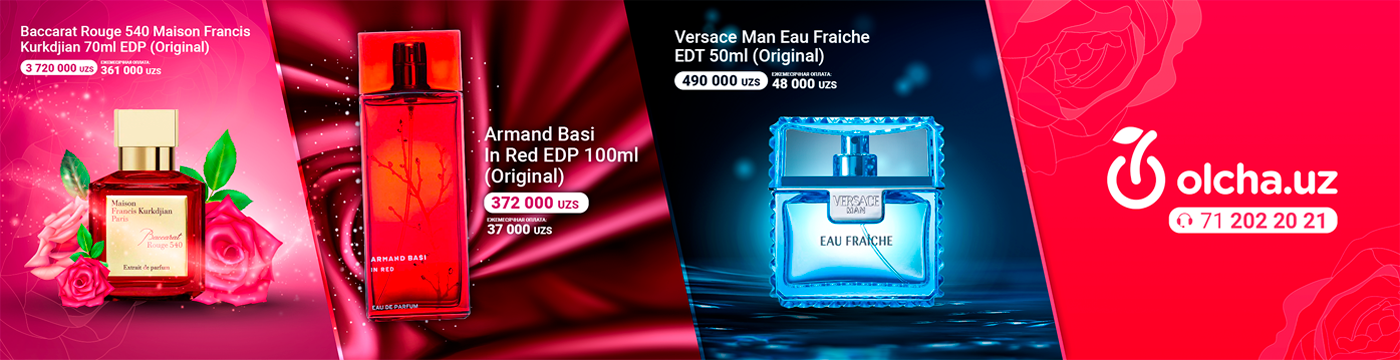 Baccarat Rouge 540 Maison Francis
Kurkdjian 70ml EDP (Original)
3 720 000 UZS
ЕЖЕМЕСЯЧНАЯ ОПЛАТА:
361 000 UZS
Maison
Francis Kurkdjian
Paris
Baccarat
Rouge 540
Extrait de parfum
Armand Basi
In Red EDP 100ml
(Original)
372 000 UZS
ЕЖЕМЕСЯЧНАЯ ОПЛАТА:
37 000 UZS
ARMAND BASI
IN RED
EAU DE PARFUM
Versace Man Eau Fraiche
EDT 50ml (Original)
490 000 UZS
ЕЖЕМЕСЯЧНАЯ ОПЛАТА:
48 000 UZS
VERSACE
MAN
EAU FRAÎCHE
olcha.uz
71 202 20 21